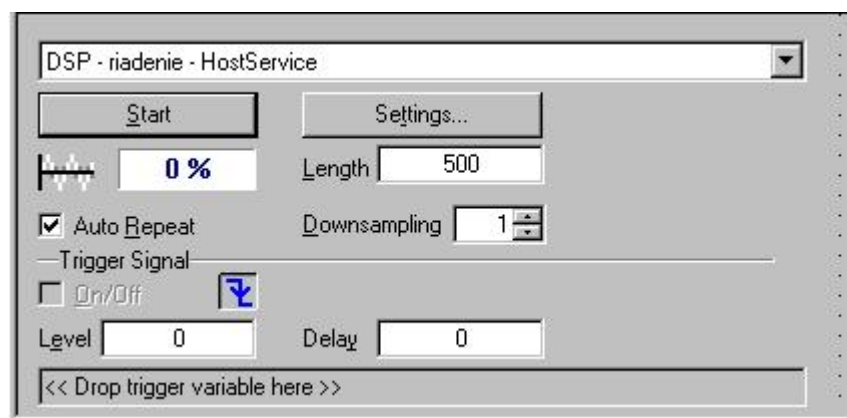 DSP - riadenie - HostService
Start Settings...
0 % Length 500
Auto Repeat Downsampling 1
Trigger Signal
On/Off
Level 0 Delay 0
<< Drop trigger variable here >>